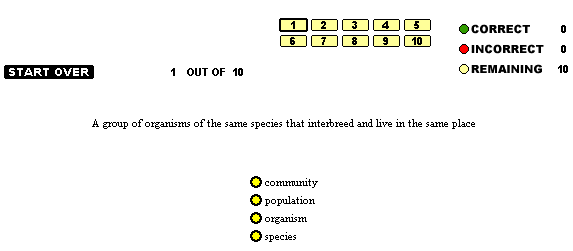 1 2 3 4 5
6 7 8 9 10
CORRECT 0
INCORRECT 0
REMAINING 10
START OVER 1 OUT OF 10
A group of organisms of the same species that interbreed and live in the same place
community
population
organism
species